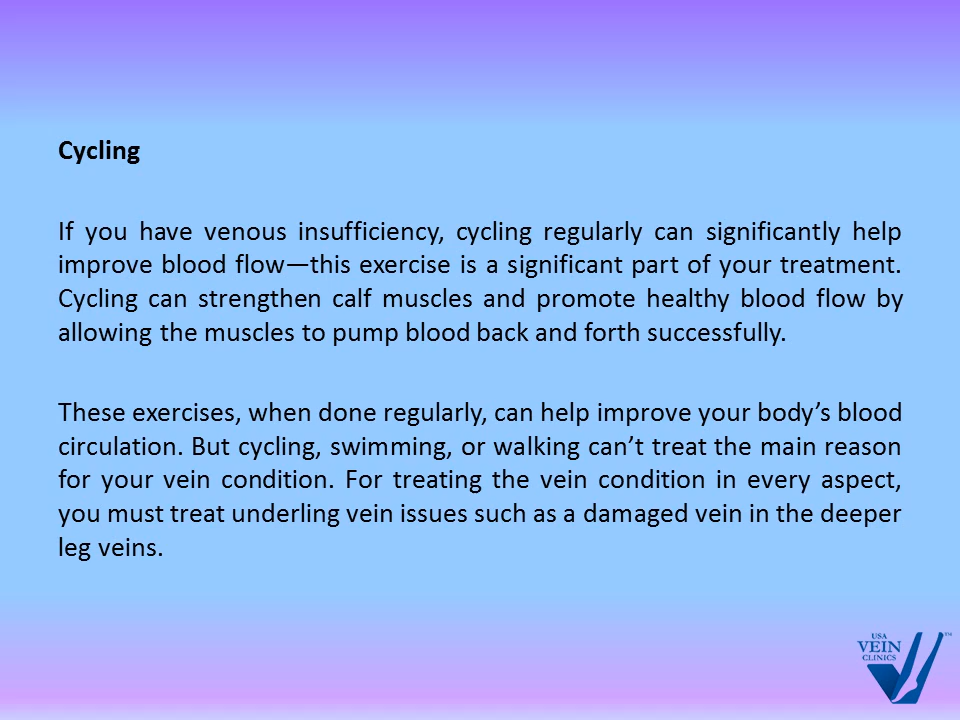 Cycling
If you have venous insufficiency, cycling regularly can significantly help
improve blood flow—this exercise is a significant part of your treatment.
Cycling can strengthen calf muscles and promote healthy blood flow by
allowing the muscles to pump blood back and forth successfully.
These exercises, when done regularly, can help improve your body’s blood
circulation. But cycling, swimming, or walking can’t treat the main reason
for your vein condition. For treating the vein condition in every aspect,
you must treat underling vein issues such as a damaged vein in the deeper
leg veins.
USA
VEIN
CLINICS